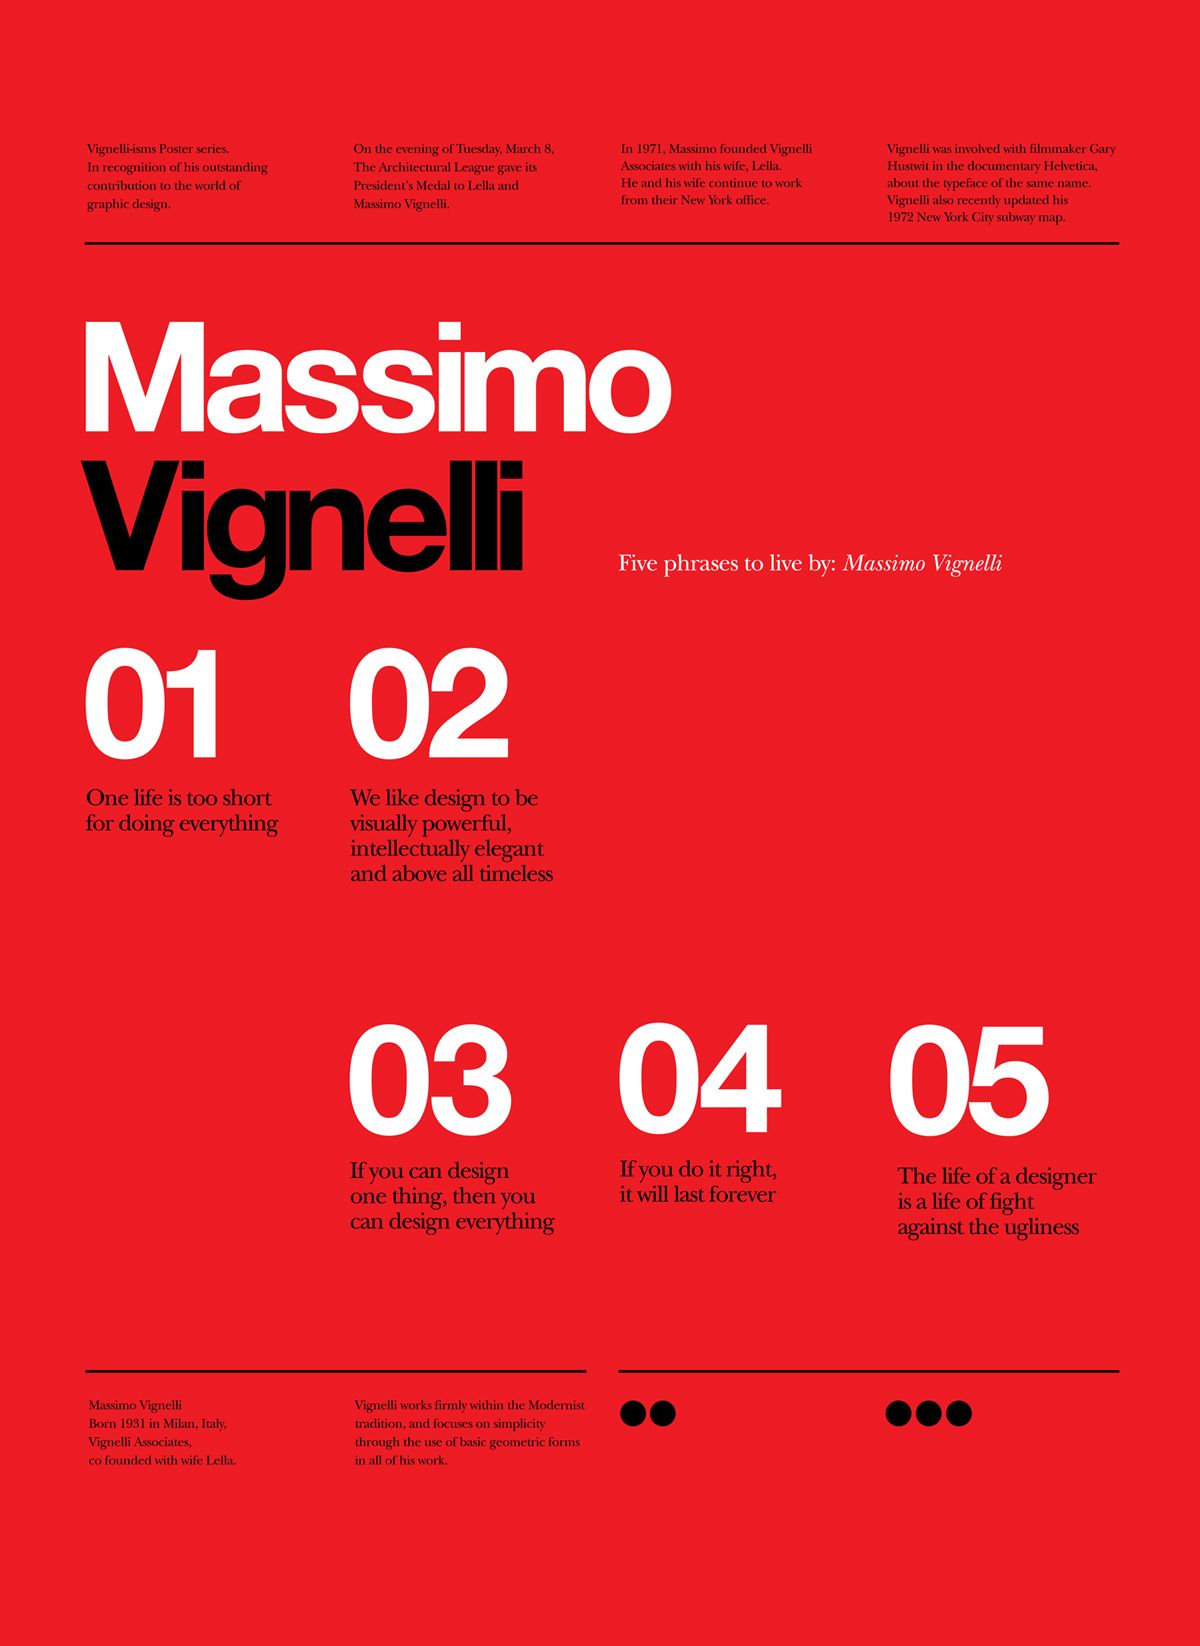 Vignelli-isms Poster series.
In recognition of his outstanding
contribution to the world of
graphic design.
On the evening of Tuesday, March 8,
The Architectural League gave its
President's Medal to Lella and
Massimo Vignelli.
In 1971, Massimo founded Vignelli
Associates with his wife, Lella.
He and his wife continue to work
from their New York office.
Vignelli was involved with filmmaker Gary
Hustwit in the documentary Helvetica,
about the typeface of the same name.
Vignelli also recently updated his
1972 New York City subway map.
Massimo
Vignelli
Five phrases to live by: Massimo Vignelli
01
One life is too short
for doing everything
02
We like design to be
visually powerful,
intellectually elegant
and above all timeless
03
If you can design
one thing, then you
can design everything
04
If you do it right,
it will last forever
05
The life of a designer
is a life of fight
against the ugliness
Massimo Vignelli
Born 1931 in Milan, Italy,
Vignelli Associates,
co founded with wife Lella.
Vignelli works firmly within the Modernist
tradition, and focuses on simplicity
through the use of basic geometric forms
in all of his work.